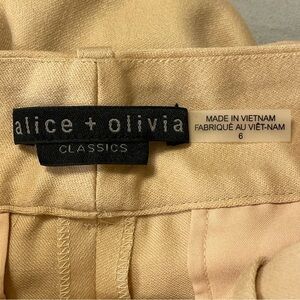 alice + olivia
CLASSICS
MADE IN VIETNAM
FABRIQUÉ AU VIÊT-NAM
6